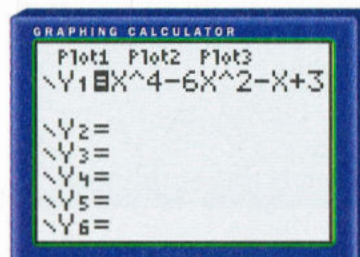 GRAPHING CALCULATOR
Plot1 Plot2 Plot3
\Y1=X^4-6X^2-X+3
\Y2=
\Y3=
\Y4=
\Y5=
\Y6=